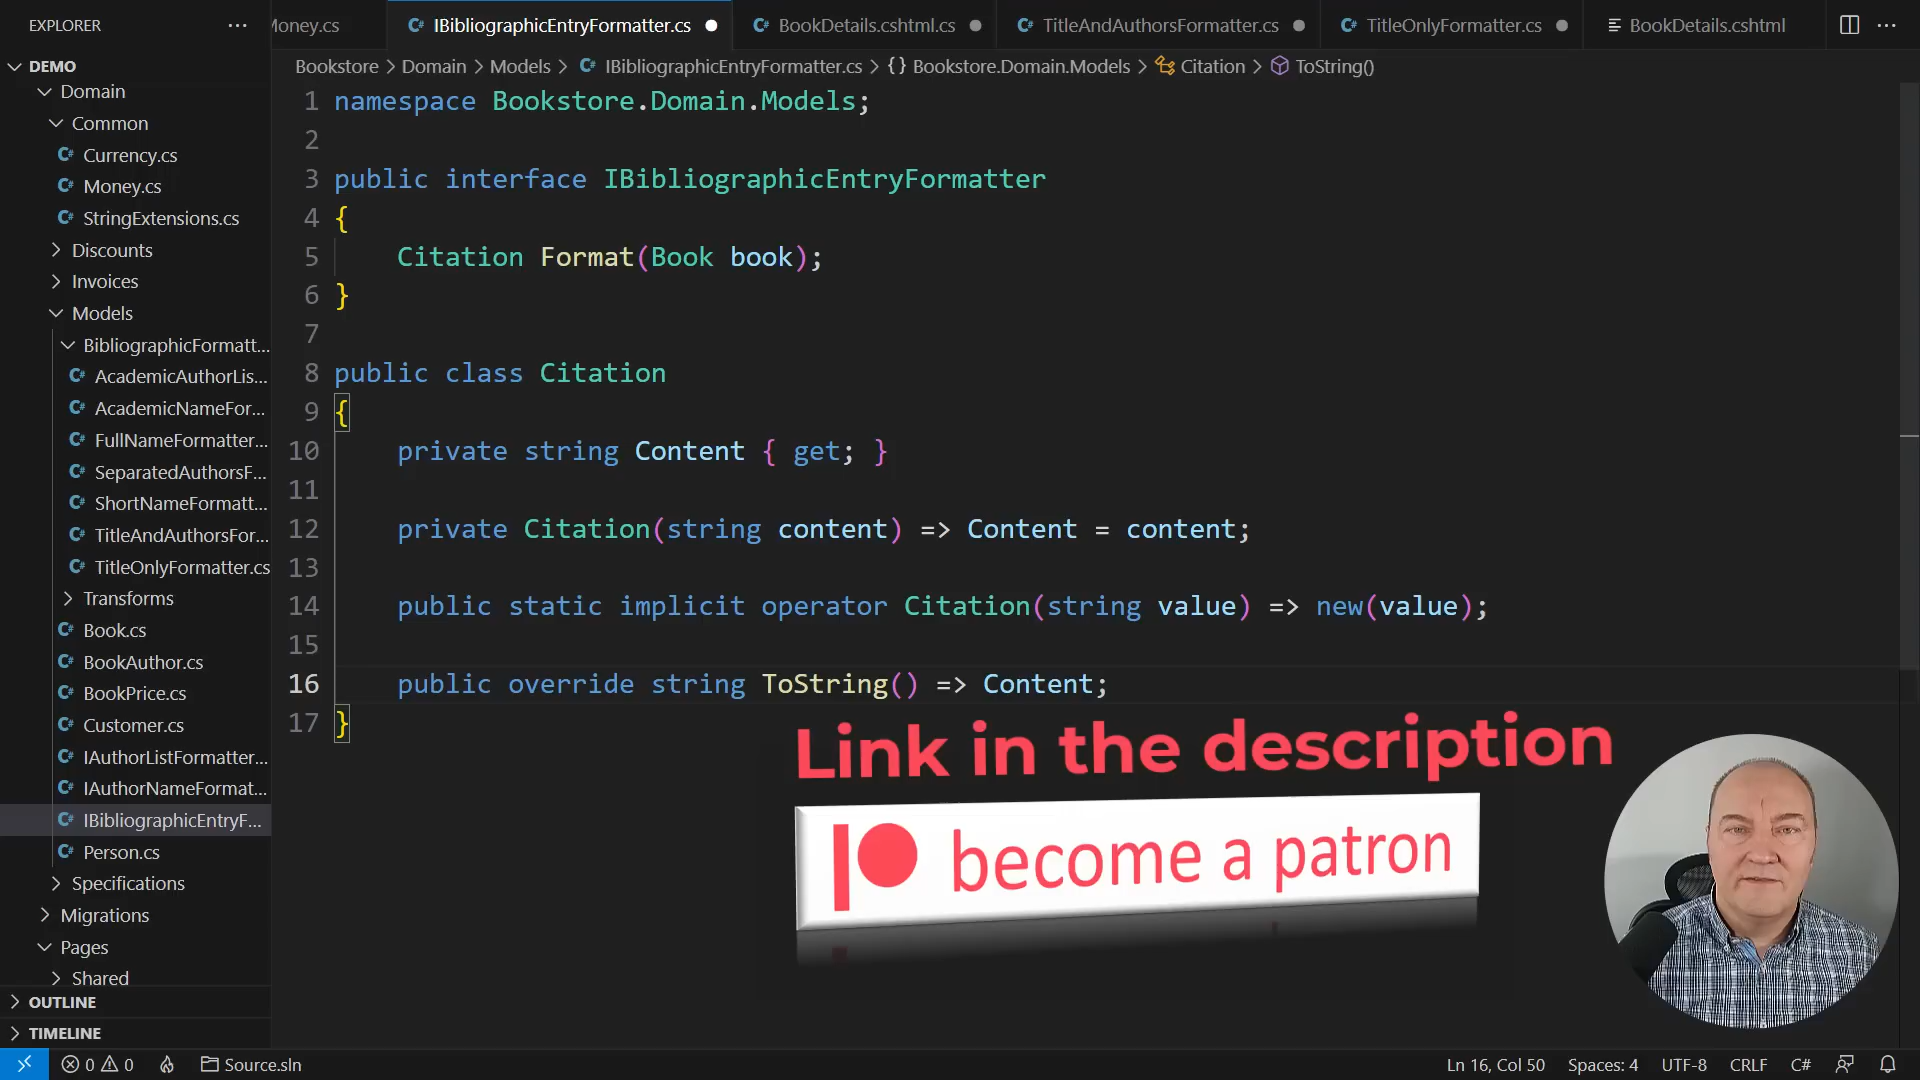 EXPLORER
···
Money.cs
C# IBibliographicEntryFormatter.cs
C# BookDetails.cshtml.cs
C# TitleAndAuthorsFormatter.cs
C# TitleOnlyFormatter.cs
BookDetails.cshtml
···
DEMO
Bookstore > Domain > Models > C# IBibliographicEntryFormatter.cs > {} Bookstore.Domain.Models > Citation > ToString()
Domain
Common
C# Currency.cs
C# Money.cs
C# StringExtensions.cs
Discounts
Invoices
Models
BibliographicFormatt...
C# AcademicAuthorLis...
C# AcademicNameFor...
C# FullNameFormatter...
C# SeparatedAuthorsF...
C# ShortNameFormatt...
C# TitleAndAuthorsFor...
C# TitleOnlyFormatter.cs
Transforms
C# Book.cs
C# BookAuthor.cs
C# BookPrice.cs
C# Customer.cs
C# IAuthorListFormatter...
C# IAuthorNameFormat...
C# IBibliographicEntryF...
C# Person.cs
Specifications
Migrations
Pages
Shared
OUTLINE
TIMELINE
1 namespace Bookstore.Domain.Models;
2
3 public interface IBibliographicEntryFormatter
4 {
5     Citation Format(Book book);
6 }
7
8 public class Citation
9 {
10     private string Content { get; }
11
12     private Citation(string content) => Content = content;
13
14     public static implicit operator Citation(string value) => new(value);
15
16     public override string ToString() => Content;
17 }
Link in the description
become a patron
0 0 Source.sln
Ln 16, Col 50 Spaces: 4 UTF-8 CRLF C#